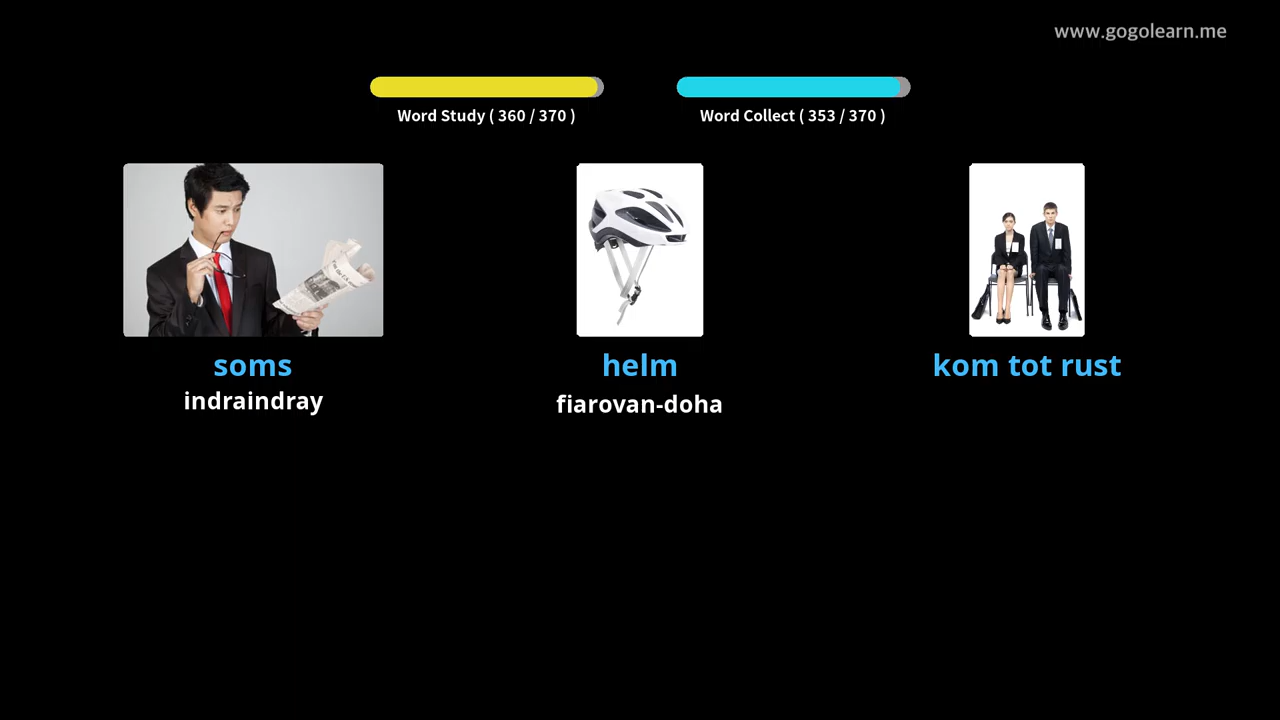 www.gogolearn.me
Word Study ( 360 / 370 )
Word Collect ( 353 / 370 )
soms
indraindray
helm
fiarovan-doha
kom tot rust